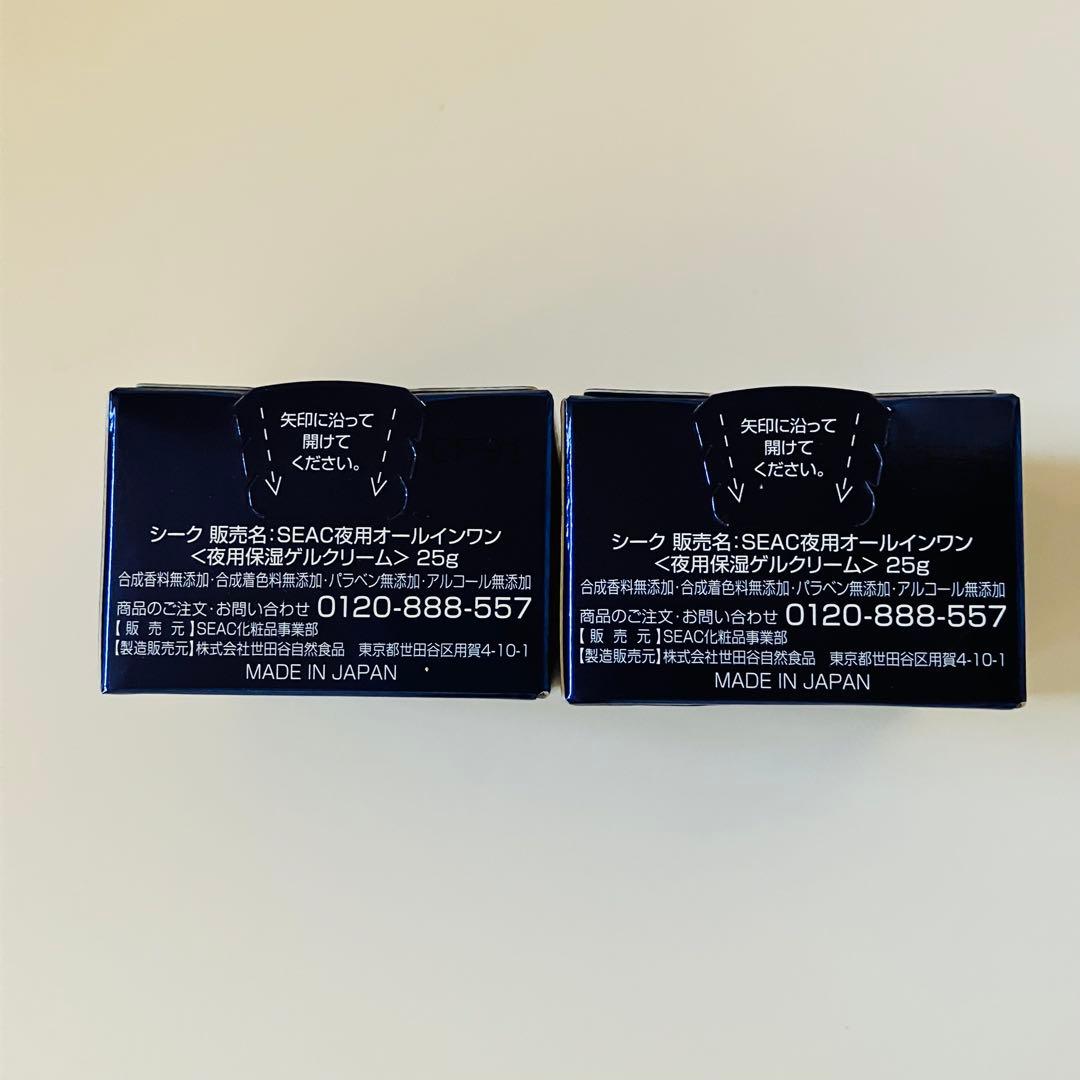 矢印に沿って
開けて
ください。
シーク 販売名：SEAC夜用オールインワン
＜夜用保湿ゲルクリーム＞ 25g
合成香料無添加・合成着色料無添加・パラベン無添加・アルコール無添加
商品のご注文・お問い合わせ 0120-888-557
【 販 売 元 】SEAC化粧品事業部
【製造販売元】株式会社世田谷自然食品　東京都世田谷区用賀4-10-1
MADE IN JAPAN
矢印に沿って
開けて
ください。
シーク 販売名：SEAC夜用オールインワン
＜夜用保湿ゲルクリーム＞ 25g
合成香料無添加・合成着色料無添加・パラベン無添加・アルコール無添加
商品のご注文・お問い合わせ 0120-888-557
【 販 売 元 】SEAC化粧品事業部
【製造販売元】株式会社世田谷自然食品　東京都世田谷区用賀4-10-1
MADE IN JAPAN